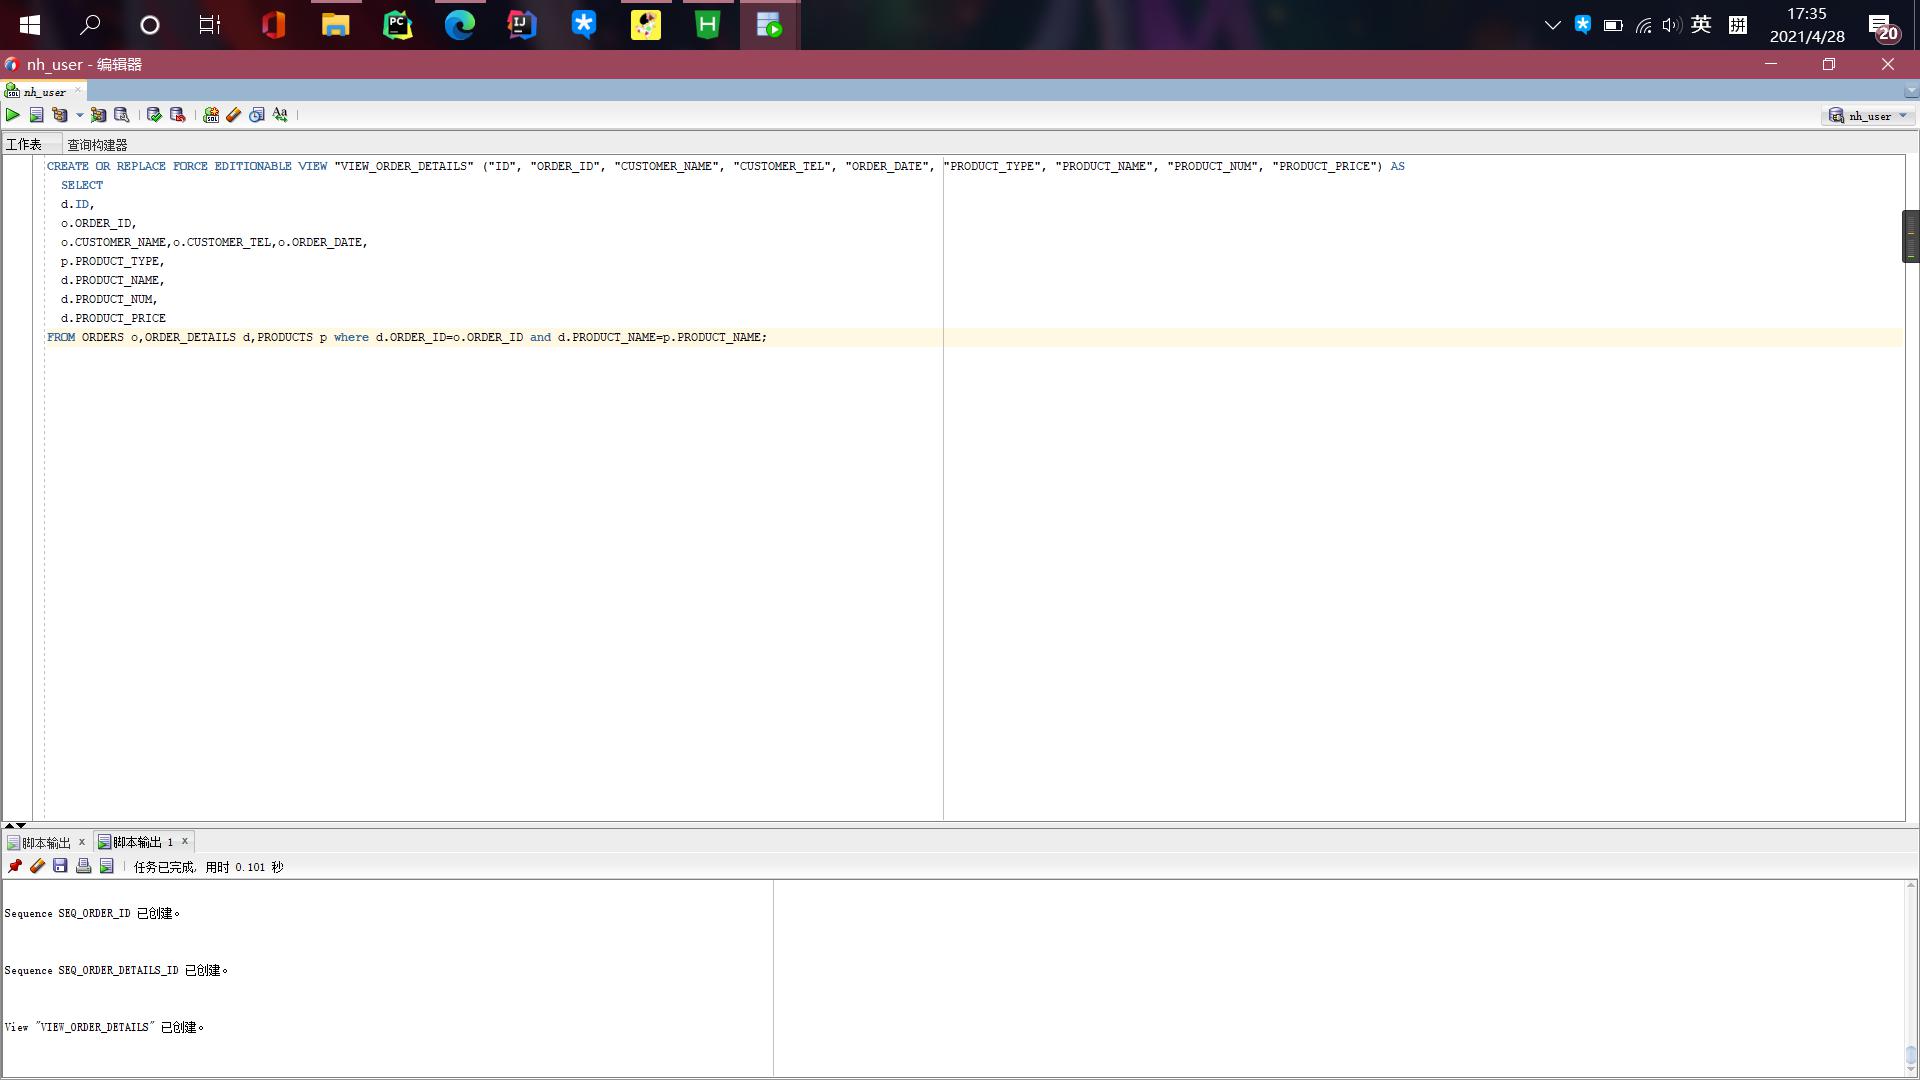 英
拼
17:35
2021/4/28
20
nh_user - 编辑器
nh_user
nh_user
工作表
查询构建器
CREATE OR REPLACE FORCE EDITIONABLE VIEW "VIEW_ORDER_DETAILS" ("ID", "ORDER_ID", "CUSTOMER_NAME", "CUSTOMER_TEL", "ORDER_DATE", "PRODUCT_TYPE", "PRODUCT_NAME", "PRODUCT_NUM", "PRODUCT_PRICE") AS
SELECT
d.ID,
o.ORDER_ID,
o.CUSTOMER_NAME,o.CUSTOMER_TEL,o.ORDER_DATE,
p.PRODUCT_TYPE,
d.PRODUCT_NAME,
d.PRODUCT_NUM,
d.PRODUCT_PRICE
FROM ORDERS o,ORDER_DETAILS d,PRODUCTS p where d.ORDER_ID=o.ORDER_ID and d.PRODUCT_NAME=p.PRODUCT_NAME;
脚本输出 x
脚本输出 1 x
任务已完成, 用时 0.101 秒
Sequence SEQ_ORDER_ID 已创建。
Sequence SEQ_ORDER_DETAILS_ID 已创建。
View "VIEW_ORDER_DETAILS" 已创建。